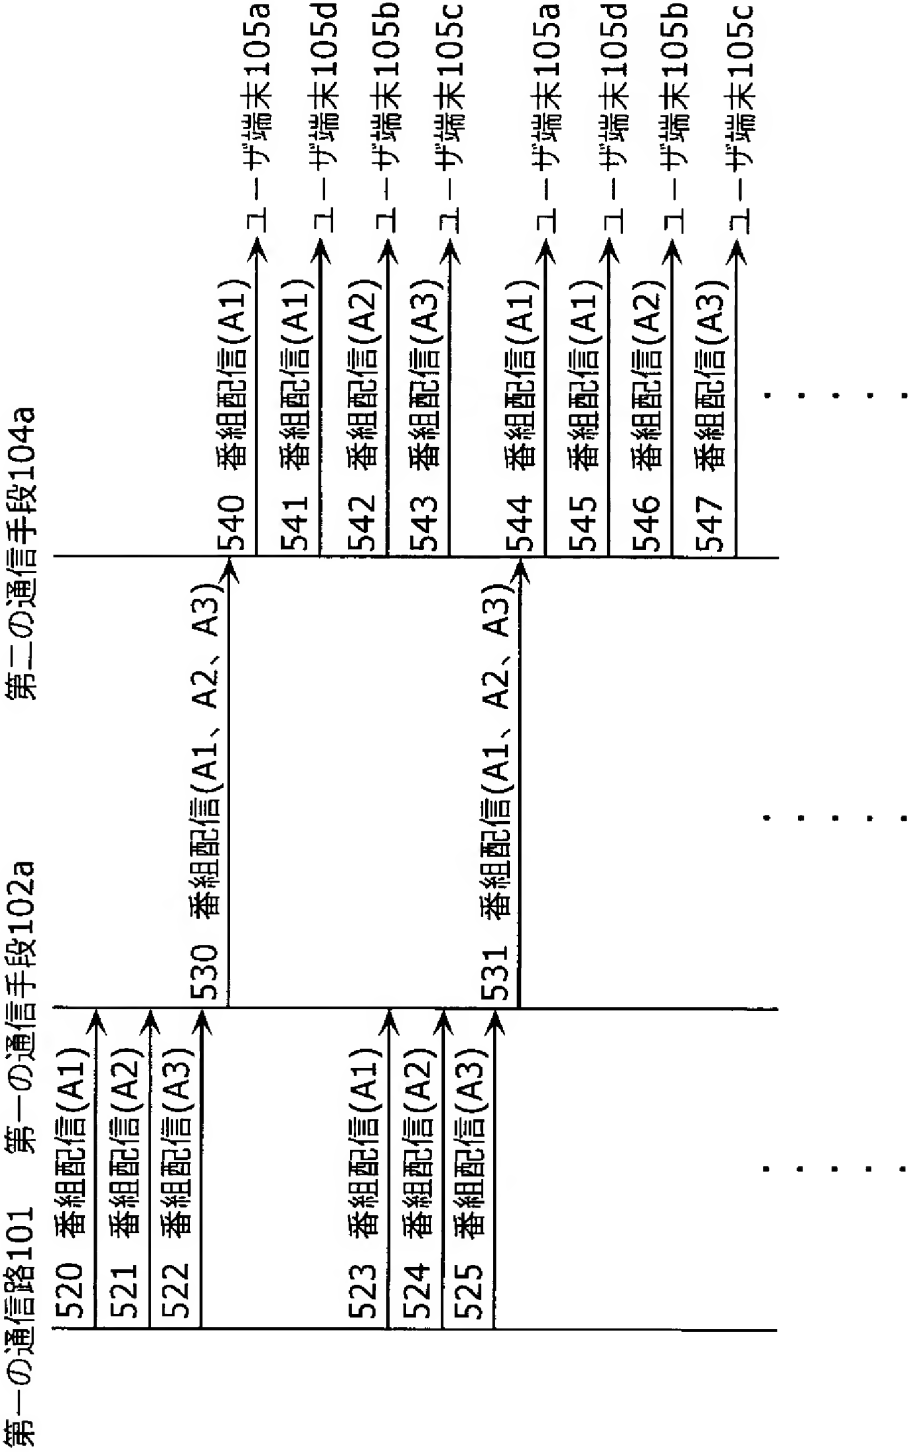 第一の通信路101
第一の通信手段102a
第二の通信手段104a
520 番組配信(A1)
521 番組配信(A2)
522 番組配信(A3)
530 番組配信(A1、A2、A3)
540 番組配信(A1)
ユーザ端末105a
541 番組配信(A1)
ユーザ端末105d
542 番組配信(A2)
ユーザ端末105b
543 番組配信(A3)
ユーザ端末105c
523 番組配信(A1)
524 番組配信(A2)
525 番組配信(A3)
531 番組配信(A1、A2、A3)
544 番組配信(A1)
ユーザ端末105a
545 番組配信(A1)
ユーザ端末105d
546 番組配信(A2)
ユーザ端末105b
547 番組配信(A3)
ユーザ端末105c